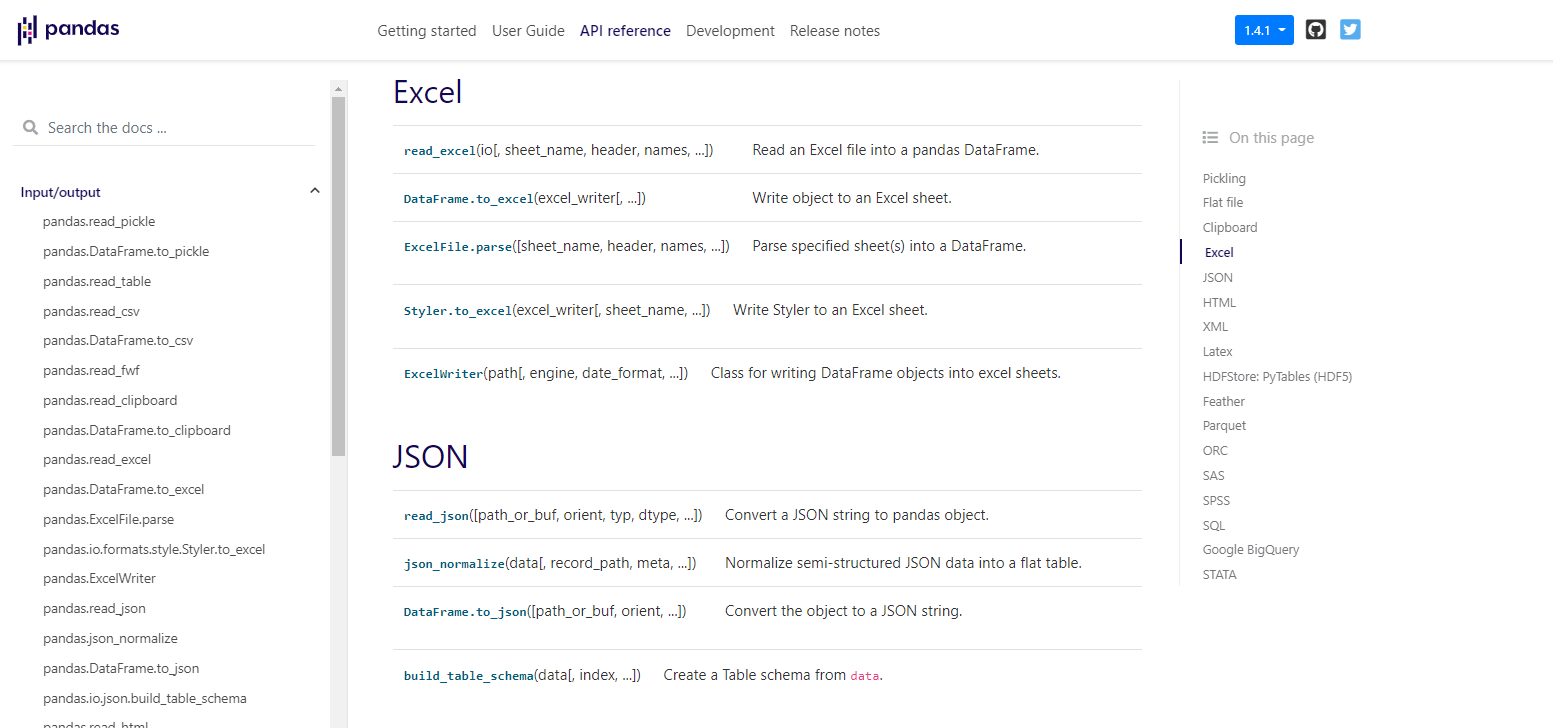 pandas
Getting started User Guide API reference Development Release notes
1.4.1
Search the docs ...
Input/output
pandas.read_pickle
pandas.DataFrame.to_pickle
pandas.read_table
pandas.read_csv
pandas.DataFrame.to_csv
pandas.read_fwf
pandas.read_clipboard
pandas.DataFrame.to_clipboard
pandas.read_excel
pandas.DataFrame.to_excel
pandas.ExcelFile.parse
pandas.io.formats.style.Styler.to_excel
pandas.ExcelWriter
pandas.read_json
pandas.json_normalize
pandas.DataFrame.to_json
pandas.io.json.build_table_schema
pandas.read_html
Excel
read_excel(io[, sheet_name, header, names, ...]) Read an Excel file into a pandas DataFrame.
DataFrame.to_excel(excel_writer[, ...]) Write object to an Excel sheet.
ExcelFile.parse([sheet_name, header, names, ...]) Parse specified sheet(s) into a DataFrame.
Styler.to_excel(excel_writer[, sheet_name, ...]) Write Styler to an Excel sheet.
ExcelWriter(path[, engine, date_format, ...]) Class for writing DataFrame objects into excel sheets.
JSON
read_json([path_or_buf, orient, typ, dtype, ...]) Convert a JSON string to pandas object.
json_normalize(data[, record_path, meta, ...]) Normalize semi-structured JSON data into a flat table.
DataFrame.to_json([path_or_buf, orient, ...]) Convert the object to a JSON string.
build_table_schema(data[, index, ...]) Create a Table schema from data.
On this page
Pickling
Flat file
Clipboard
Excel
JSON
HTML
XML
Latex
HDFStore: PyTables (HDF5)
Feather
Parquet
ORC
SAS
SPSS
SQL
Google BigQuery
STATA